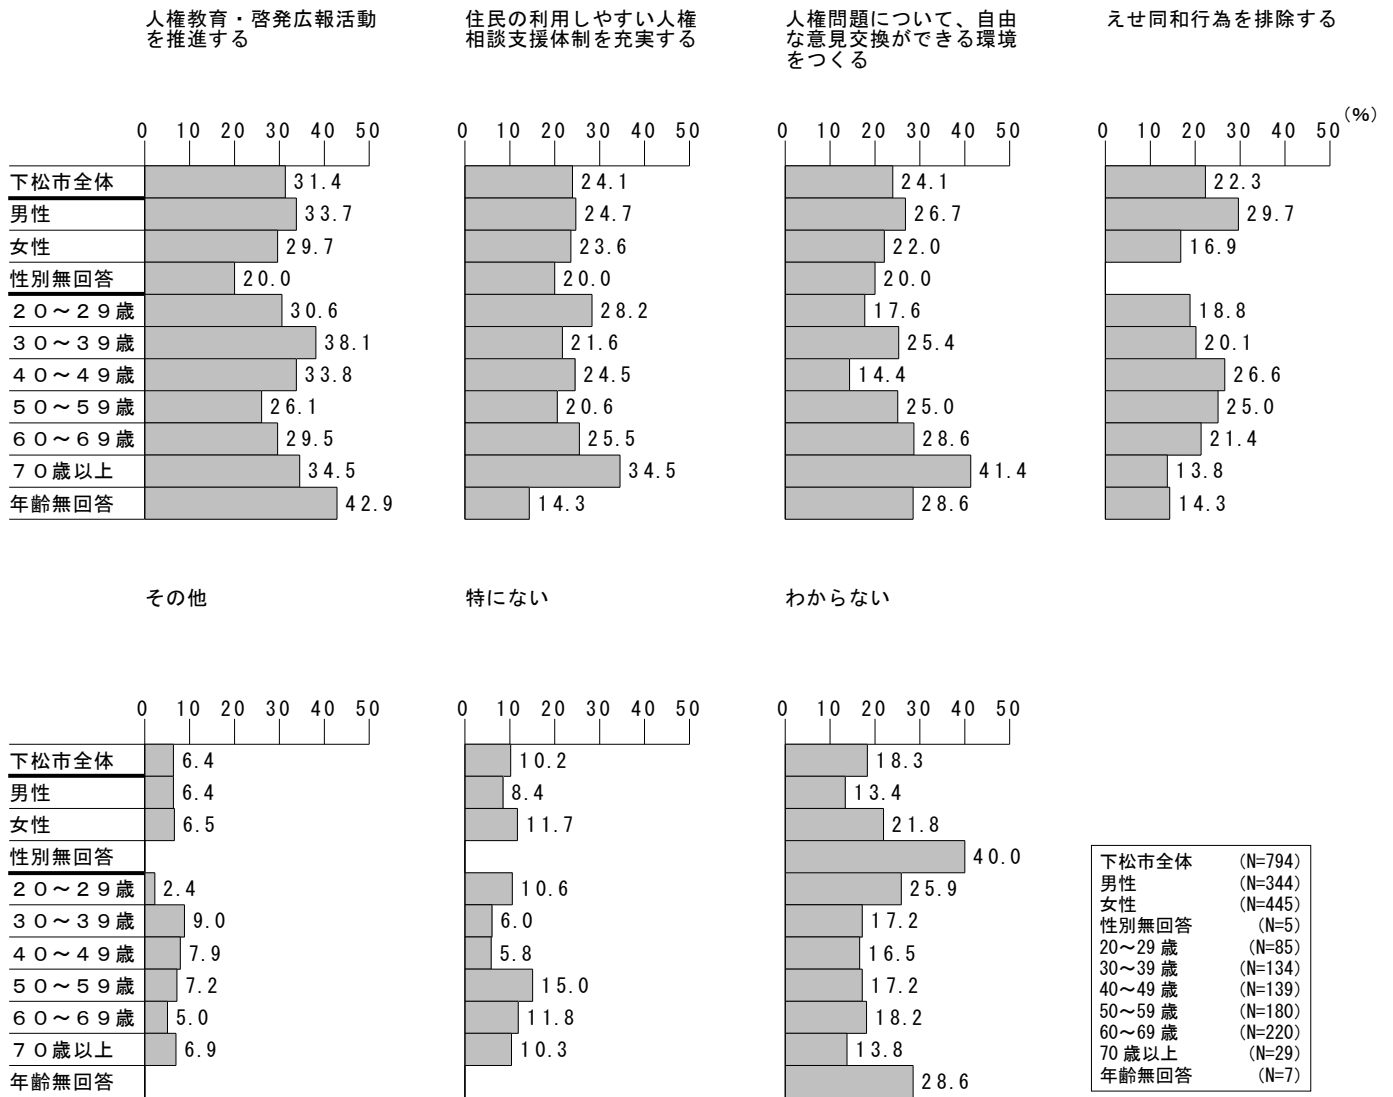 人権教育・啓発広報活動
を推進する
住民の利用しやすい人権
相談支援体制を充実する
人権問題について、自由
な意見交換ができる環境
をつくる
えせ同和行為を排除する
0 10 20 30 40 50
0 10 20 30 40 50
0 10 20 30 40 50
0 10 20 30 40 50
(%)
下松市全体 31.4 24.1 24.1 22.3
男性 33.7 24.7 26.7 29.7
女性 29.7 23.6 22.0 16.9
性別無回答 20.0 20.0 20.0
20～29歳 30.6 28.2 17.6 18.8
30～39歳 38.1 21.6 25.4 20.1
40～49歳 33.8 24.5 14.4 26.6
50～59歳 26.1 20.6 25.0 25.0
60～69歳 29.5 25.5 28.6 21.4
70歳以上 34.5 34.5 41.4 13.8
年齢無回答 42.9 14.3 28.6 14.3
その他
特にない
わからない
0 10 20 30 40 50
0 10 20 30 40 50
0 10 20 30 40 50
下松市全体 6.4 10.2 18.3
男性 6.4 8.4 13.4
女性 6.5 11.7 21.8
性別無回答 40.0
20～29歳 2.4 10.6 25.9
30～39歳 9.0 6.0 17.2
40～49歳 7.9 5.8 16.5
50～59歳 7.2 15.0 17.2
60～69歳 5.0 11.8 18.2
70歳以上 6.9 10.3 13.8
年齢無回答 28.6
下松市全体 (N=794)
男性 (N=344)
女性 (N=445)
性別無回答 (N=5)
20～29 歳 (N=85)
30～39 歳 (N=134)
40～49 歳 (N=139)
50～59 歳 (N=180)
60～69 歳 (N=220)
70 歳以上 (N=29)
年齢無回答 (N=7)